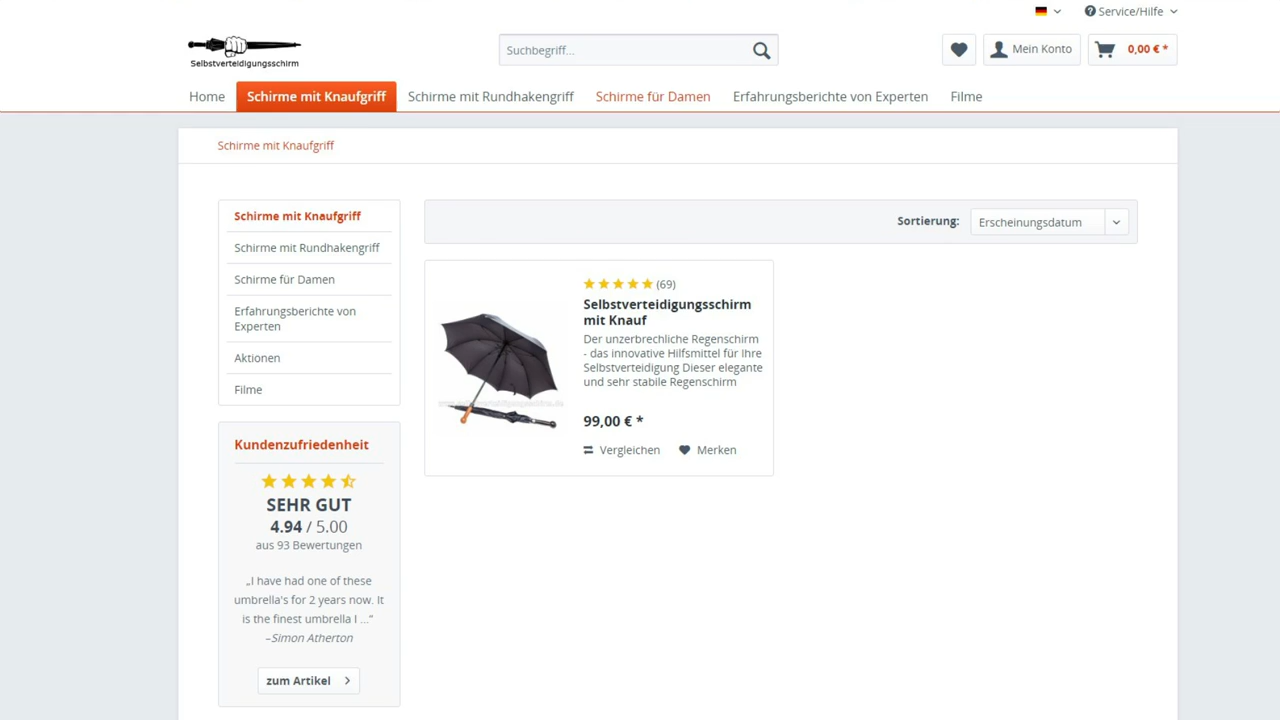 Service/Hilfe
Selbstverteidigungsschirm
Suchbegriff...
Mein Konto
0,00 € *
Home
Schirme mit Knaufgriff
Schirme mit Rundhakengriff
Schirme für Damen
Erfahrungsberichte von Experten
Filme
Schirme mit Knaufgriff
Schirme mit Knaufgriff
Schirme mit Rundhakengriff
Schirme für Damen
Erfahrungsberichte von
Experten
Aktionen
Filme
Kundenzufriedenheit
SEHR GUT
4.94 / 5.00
aus 93 Bewertungen
„I have had one of these
umbrella's for 2 years now. It
is the finest umbrella I ...”
–Simon Atherton
zum Artikel
Sortierung:
Erscheinungsdatum
(69)
Selbstverteidigungsschirm
mit Knauf
Der unzerbrechliche Regenschirm
- das innovative Hilfsmittel für Ihre
Selbstverteidigung Dieser elegante
und sehr stabile Regenschirm
99,00 € *
Vergleichen
Merken